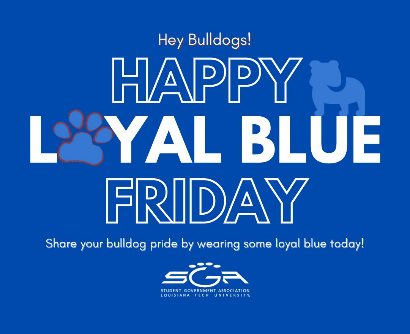 Hey Bulldogs!
HAPPY
LOYAL BLUE
FRIDAY
Share your bulldog pride by wearing some loyal blue today!
SGA
STUDENT GOVERNMENT ASSOCIATION
LOUISIANA TECH UNIVERSITY